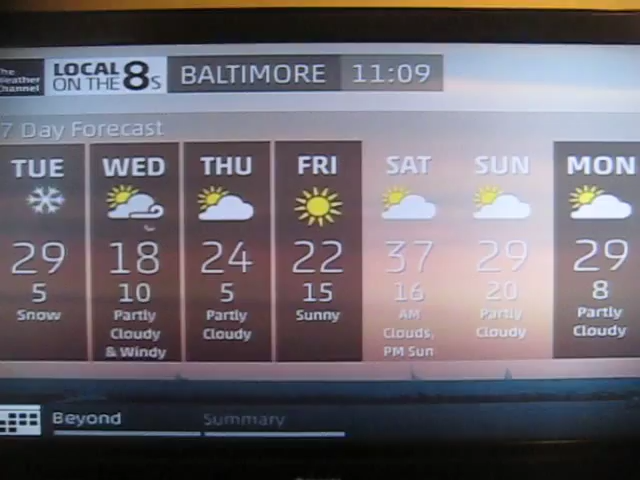 The Weather Channel
LOCAL ON THE 8s
BALTIMORE 11:09
7 Day Forecast
TUE
29
5
Snow
WED
18
10
Partly
Cloudy
& Windy
THU
24
5
Partly
Cloudy
FRI
22
15
Sunny
SAT
37
16
AM
Clouds,
PM Sun
SUN
29
20
Partly
Cloudy
MON
29
8
Partly
Cloudy
Beyond
Summary